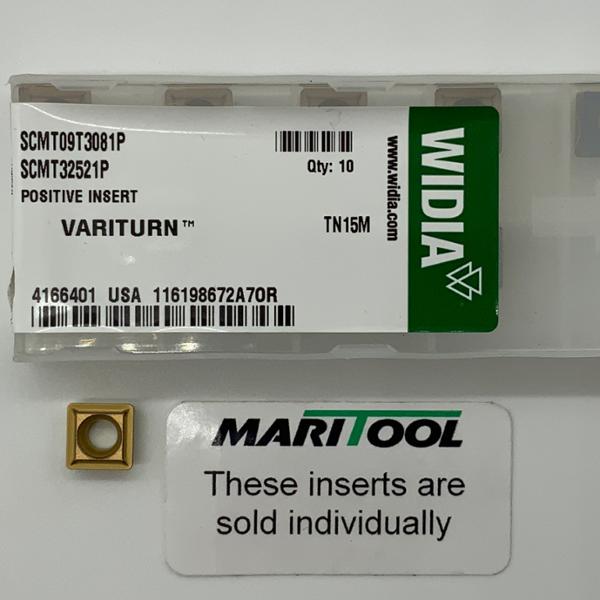 SCMT09T3081P
SCMT32521P
Qty: 10
POSITIVE INSERT
VARITURN™
TN15M
4166401 USA 116198672A70R
www.widia.com
WIDIA
MARITOOL
These inserts are
sold individually